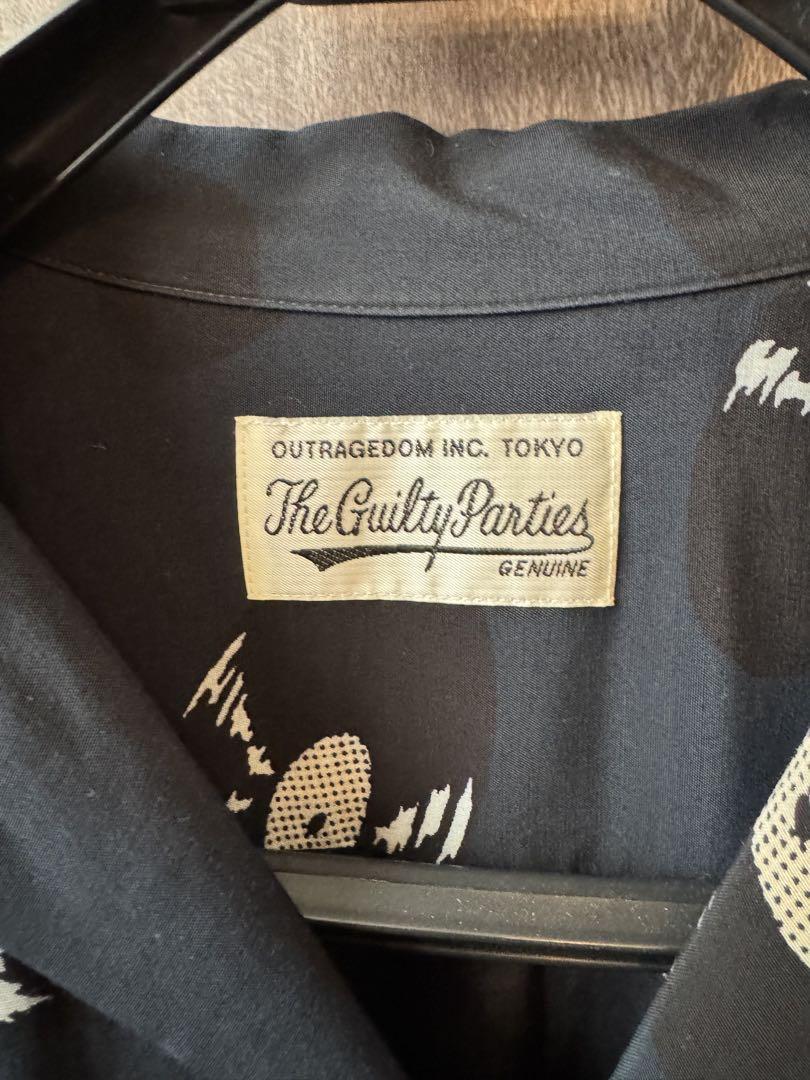 OUTRAGEDOM INC. TOKYO
The Guilty Parties
GENUINE